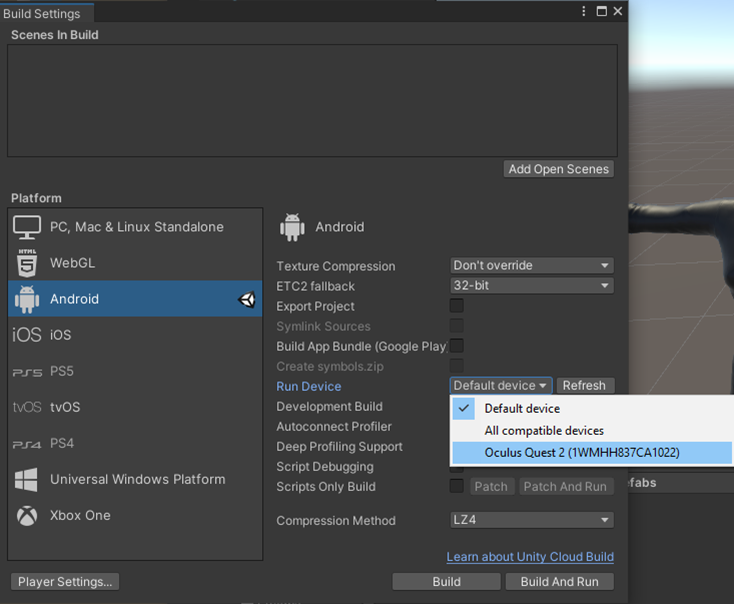 Build Settings
Scenes In Build
Add Open Scenes
Platform
PC, Mac & Linux Standalone
HTML 5 WebGL
Android
iOS iOS
PS5 PS5
tvOS tvOS
PS4 PS4
Universal Windows Platform
Xbox One
Android
Texture Compression Don't override
ETC2 fallback 32-bit
Export Project
Symlink Sources
Build App Bundle (Google Play
Create symbols.zip
Run Device Default device Refresh
Default device
All compatible devices
Oculus Quest 2 (1WMHH837CA1022)
Development Build
Autoconnect Profiler
Deep Profiling Support
Script Debugging
Scripts Only Build Patch Patch And Run
Compression Method LZ4
Learn about Unity Cloud Build
Player Settings... Build Build And Run
efabs